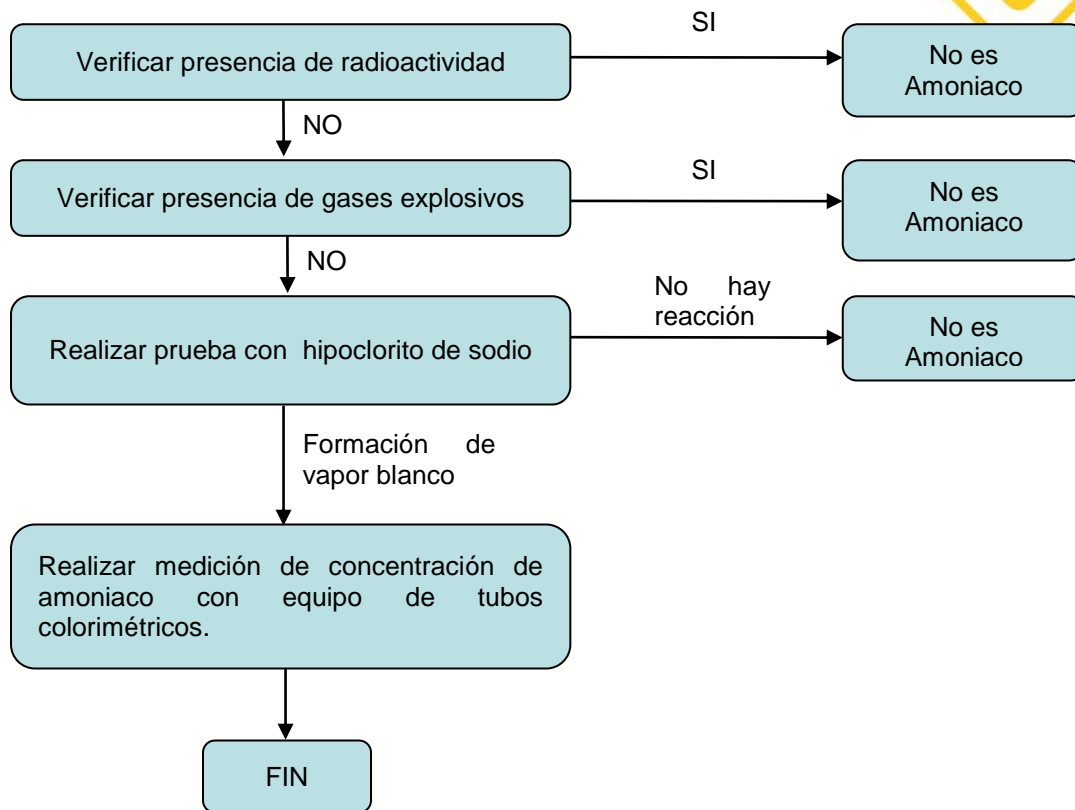 SI
Verificar presencia de radioactividad
No es
Amoniaco
NO
SI
Verificar presencia de gases explosivos
No es
Amoniaco
NO
No hay
reacción
Realizar prueba con hipoclorito de sodio
No es
Amoniaco
Formación de
vapor blanco
Realizar medición de concentración de
amoniaco con equipo de tubos
colorimétricos.
FIN